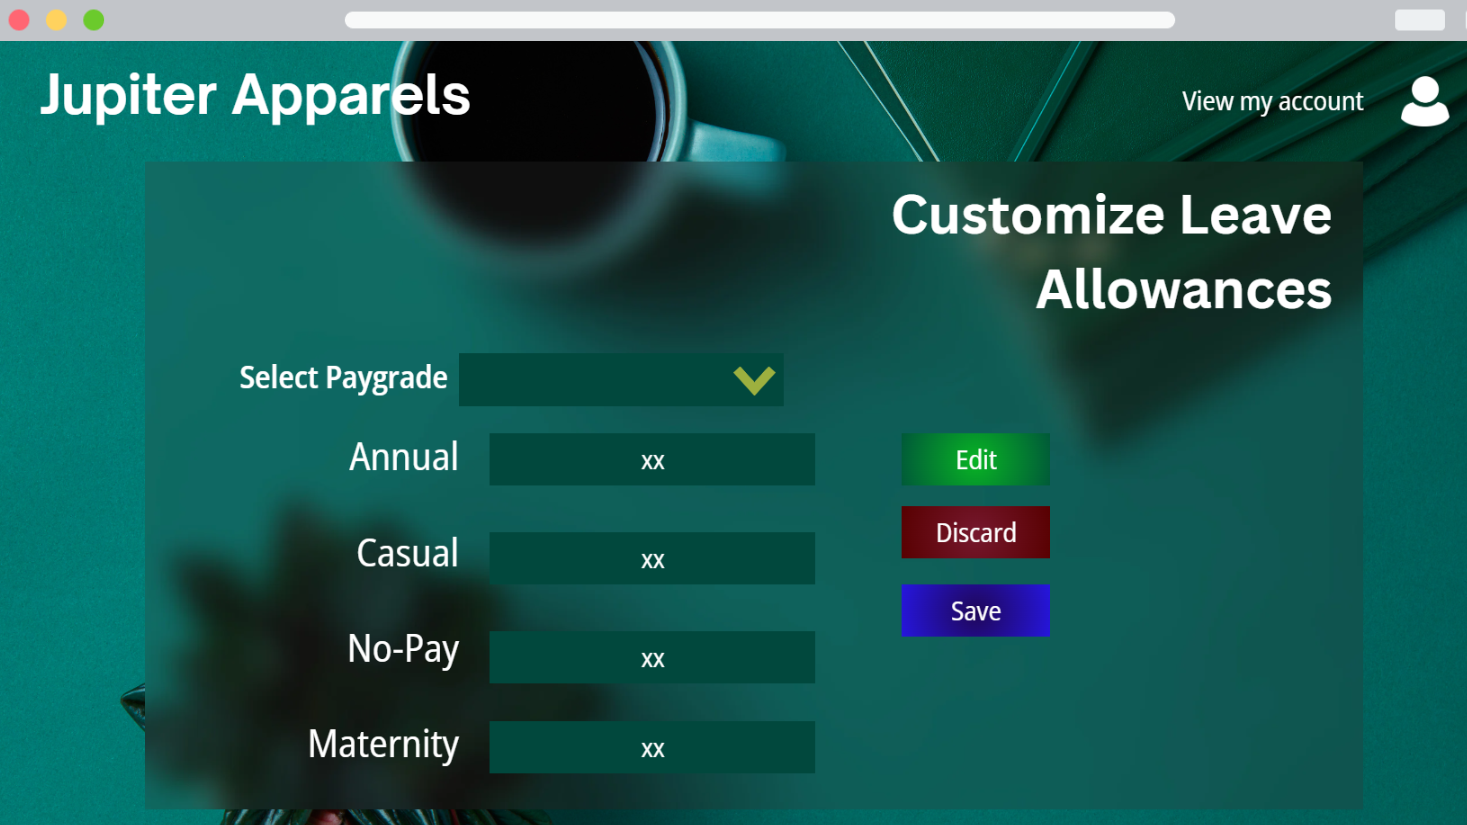 Jupiter Apparels
View my account
Customize Leave
Allowances
Select Paygrade
Annual xx
Edit
Discard
Casual xx
Save
No-Pay xx
Maternity xx